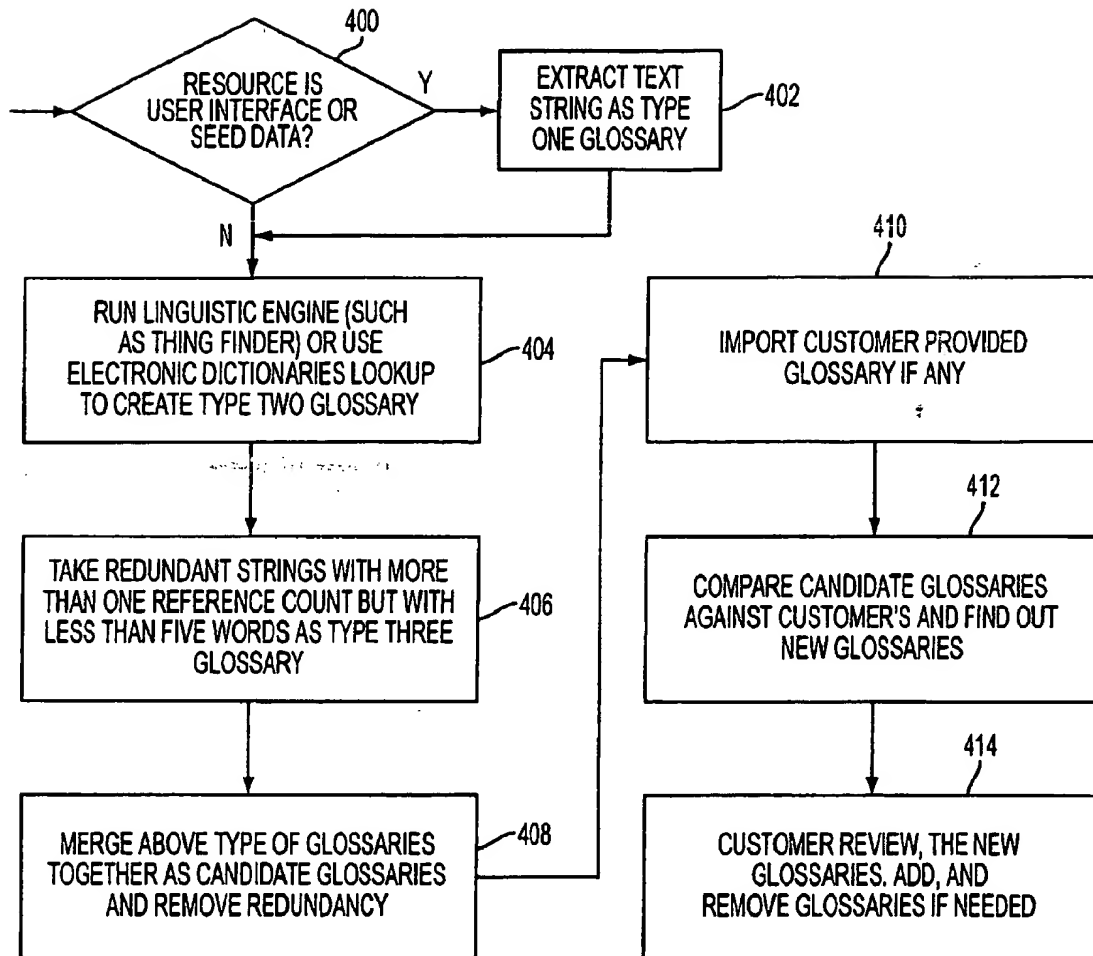 400
RESOURCE IS
USER INTERFACE OR
SEED DATA?
Y
EXTRACT TEXT
STRING AS TYPE
ONE GLOSSARY
402
N
RUN LINGUISTIC ENGINE (SUCH
AS THING FINDER) OR USE
ELECTRONIC DICTIONARIES LOOKUP
TO CREATE TYPE TWO GLOSSARY
404
TAKE REDUNDANT STRINGS WITH MORE
THAN ONE REFERENCE COUNT BUT WITH
LESS THAN FIVE WORDS AS TYPE THREE
GLOSSARY
406
MERGE ABOVE TYPE OF GLOSSARIES
TOGETHER AS CANDIDATE GLOSSARIES
AND REMOVE REDUNDANCY
408
410
IMPORT CUSTOMER PROVIDED
GLOSSARY IF ANY
412
COMPARE CANDIDATE GLOSSARIES
AGAINST CUSTOMER'S AND FIND OUT
NEW GLOSSARIES
414
CUSTOMER REVIEW, THE NEW
GLOSSARIES. ADD, AND
REMOVE GLOSSARIES IF NEEDED